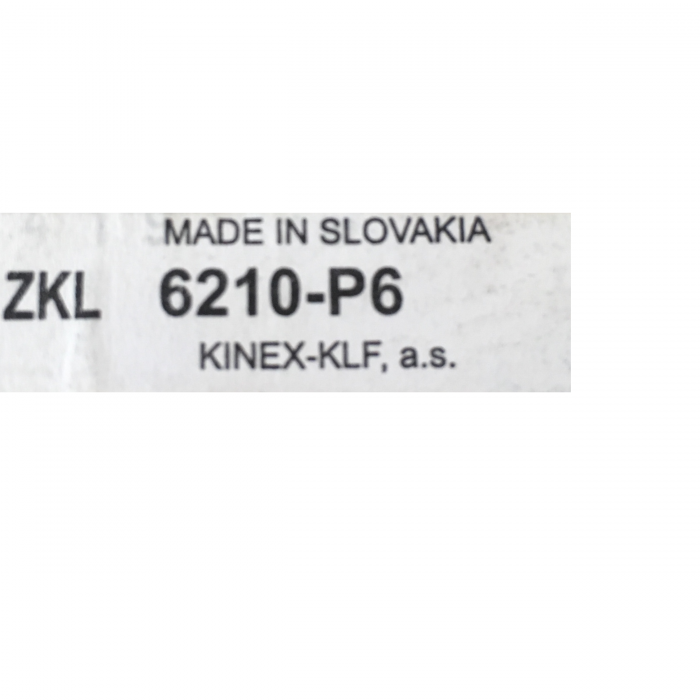 MADE IN SLOVAKIA
ZKL 6210-P6
KINEX-KLF, a.s.